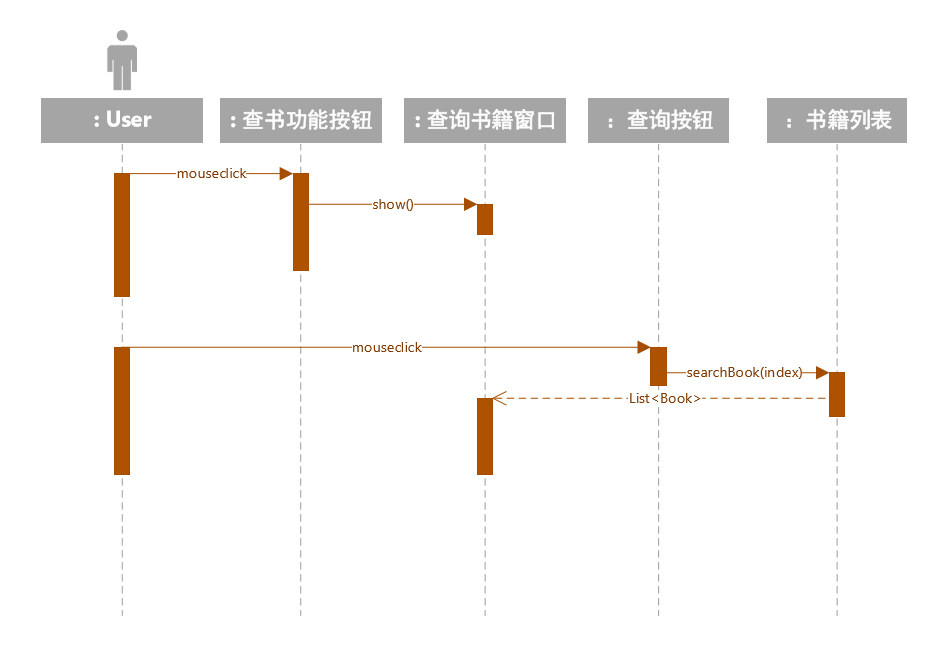 : User
: 查书功能按钮
: 查询书籍窗口
： 查询按钮
： 书籍列表
mouseclick
show()
mouseclick
searchBook(index)
List<Book>